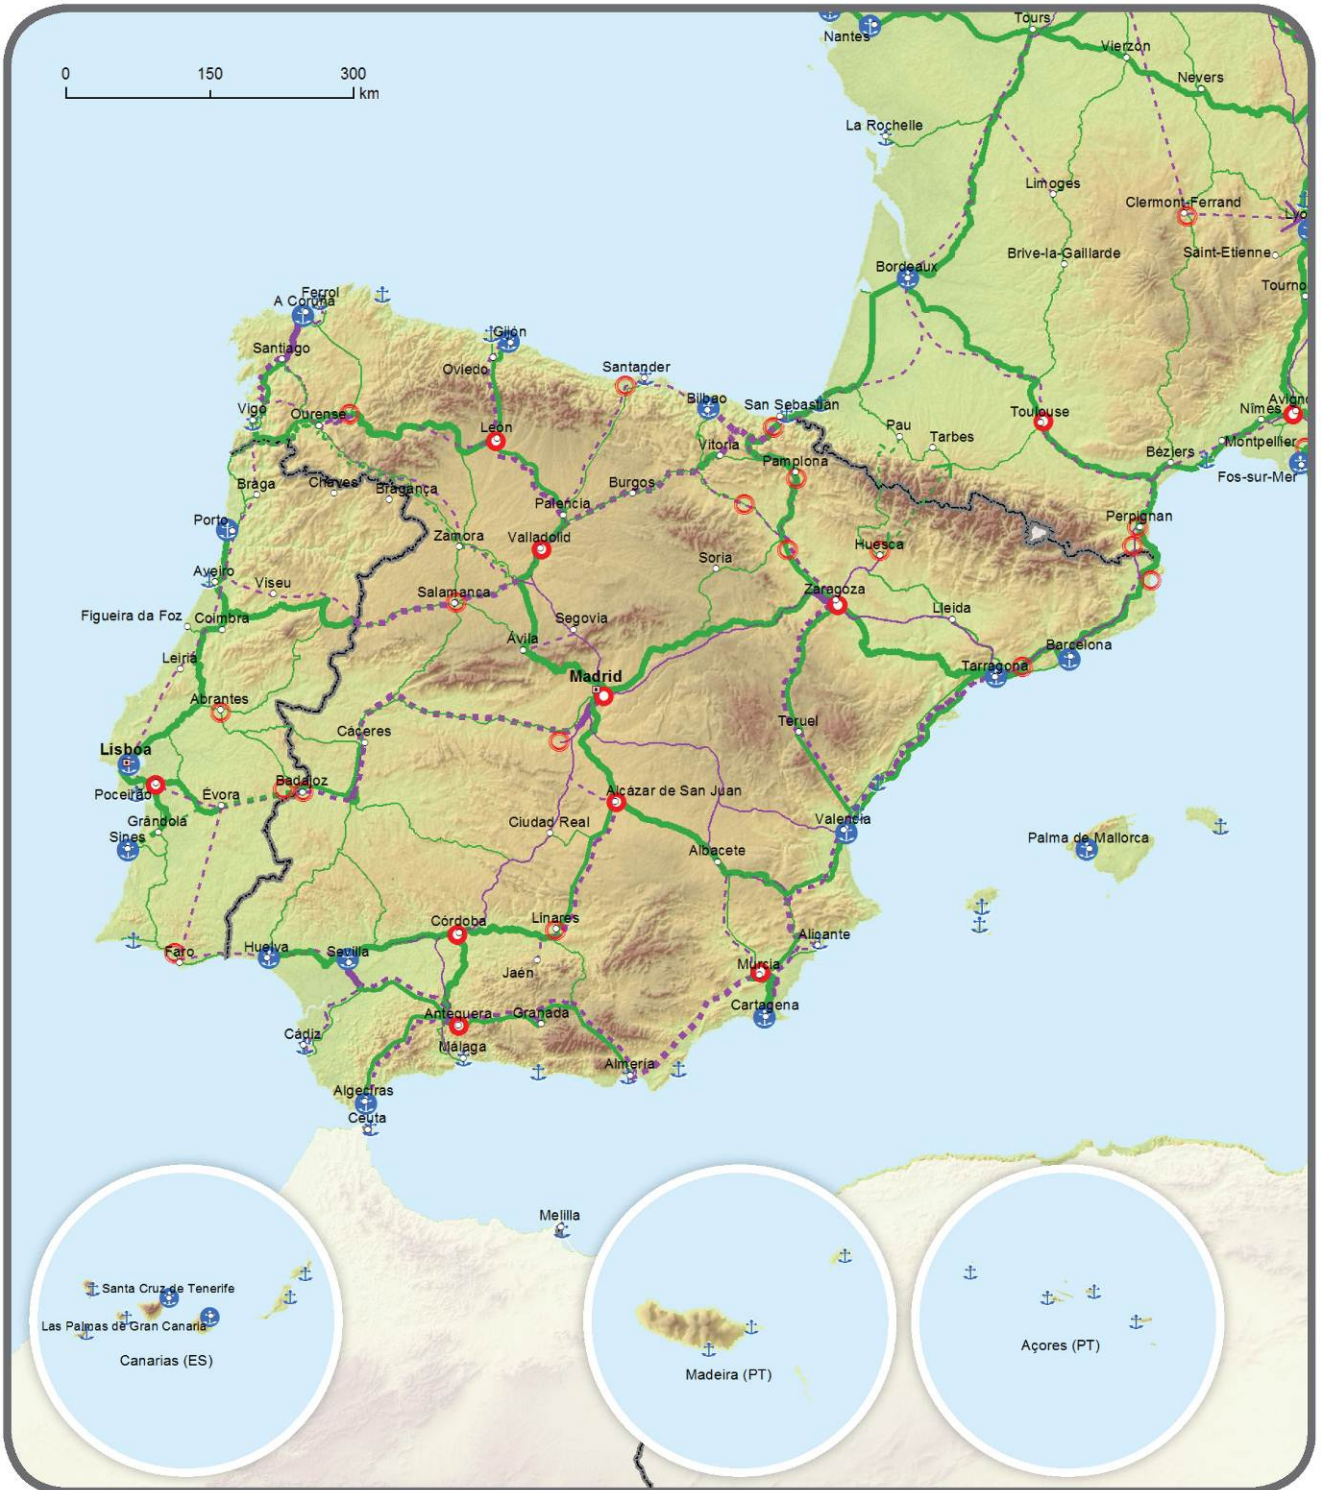 Tours
Nantes
Vierzon
0 150 300
km
Nevers
La Rochelle
Limoges
Clermont-Ferrand
Lyo
Brive-la-Gaillarde
Saint-Etienne
Bordeaux
Tourno
Ferrol
A Coruña
Gijón
Santiago
Oviedo
Santander
Bilbao
San Sebastian
Avigno
Vigo
Ourense
Toulouse
Nîmes
León
Pau
Tarbes
Montpellier
Vitoria
Béziers
Pamplona
Fos-sur-Mer
Braga
Chaves
Bragança
Burgos
Palencia
Perpignan
Porto
Zamora
Valladolid
Huesca
Soria
Aveiro
Viseu
Salamanca
Zaragoza
Lleida
Figueira da Foz
Coimbra
Segovia
Ávila
Barcelona
Leiria
Tarragona
Madrid
Abrantes
Teruel
Cáceres
Lisboa
Badajoz
Poceirão
Évora
Alcázar de San Juan
Grândola
Ciudad Real
Valencia
Sines
Palma de Mallorca
Albacete
Córdoba
Linares
Alicante
Faro
Huelva
Sevilla
Jaén
Murcia
Cartagena
Antequera
Granada
Cádiz
Málaga
Almería
Algeciras
Ceuta
Melilla
Santa Cruz de Tenerife
Las Palmas de Gran Canaria
Canarias (ES)
Madeira (PT)
Açores (PT)